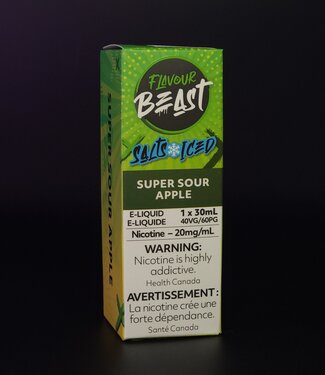 FLAVOUR
BEAST
SALTS ICED
SUPER SOUR
APPLE
E-LIQUID 1 x 30mL
E-LIQUIDE 40VG/60PG
Nicotine – 20mg/mL
WARNING:
Nicotine is highly
addictive.
Health Canada
AVERTISSEMENT :
La nicotine crée une
forte dépendance.
Santé Canada
SUPER SOUR APPLE